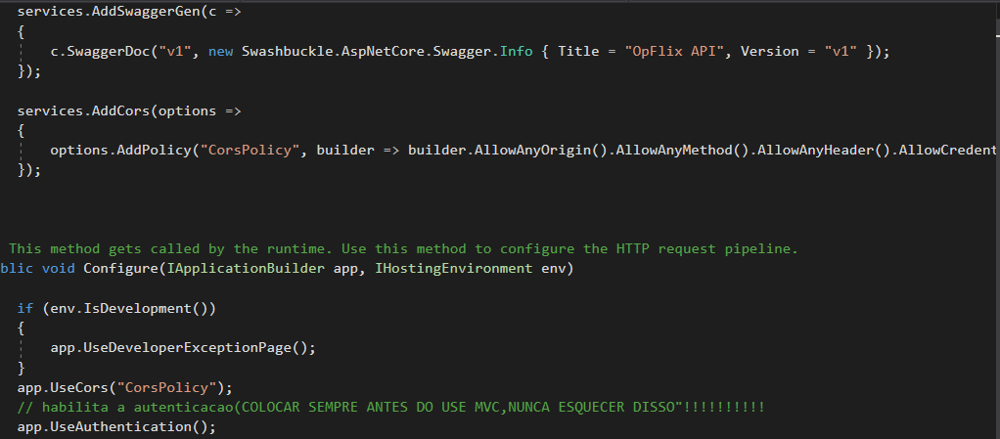 services.AddSwaggerGen(c =>
{
c.SwaggerDoc("v1", new Swashbuckle.AspNetCore.Swagger.Info { Title = "OpFlix API", Version = "v1" });
});
services.AddCors(options =>
{
options.AddPolicy("CorsPolicy", builder => builder.AllowAnyOrigin().AllowAnyMethod().AllowAnyHeader().AllowCredent
});
This method gets called by the runtime. Use this method to configure the HTTP request pipeline.
blic void Configure(IApplicationBuilder app, IHostingEnvironment env)
if (env.IsDevelopment())
{
app.UseDeveloperExceptionPage();
}
app.UseCors("CorsPolicy");
// habilita a autenticacao(COLOCAR SEMPRE ANTES DO USE MVC,NUNCA ESQUECER DISSO"!!!!!!!!!!
app.UseAuthentication();